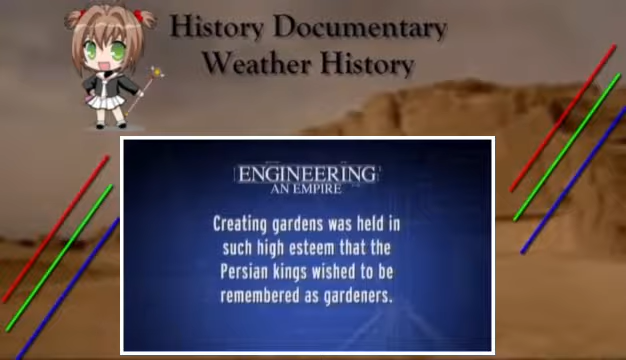 History Documentary
Weather History
ENGINEERING
AN EMPIRE
Creating gardens was held in
such high esteem that the
Persian kings wished to be
remembered as gardeners.